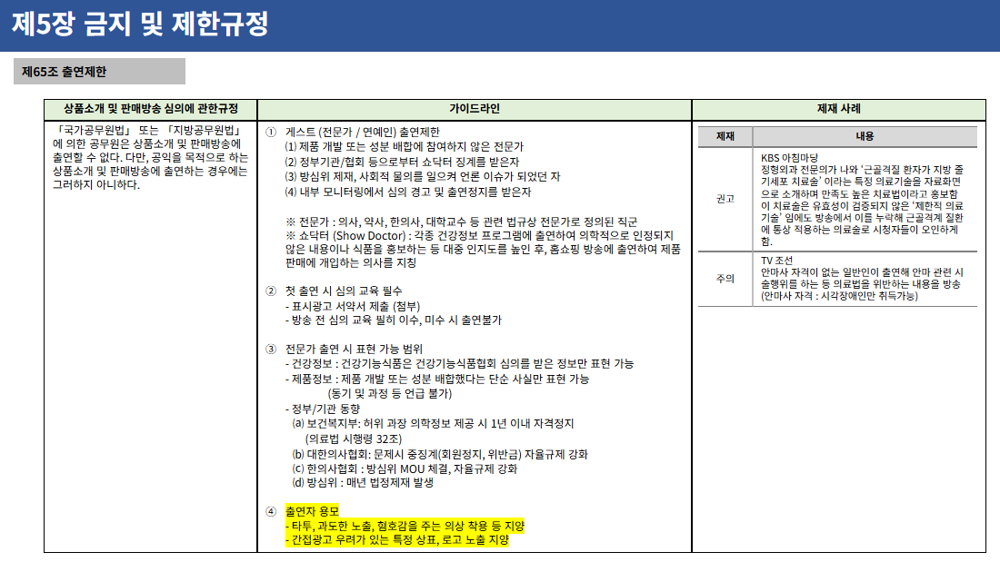 제5장 금지 및 제한규정
제65조 출연제한
상품소개 및 판매방송 심의에 관한규정
「국가공무원법」 또는 「지방공무원법」
에 의한 공무원은 상품소개 및 판매방송에
출연할 수 없다. 다만, 공익을 목적으로 하는
상품소개 및 판매방송에 출연하는 경우에는
그러하지 아니하다.
가이드라인
① 게스트 (전문가 / 연예인) 출연제한
(1) 제품 개발 또는 성분 배합에 참여하지 않은 전문가
(2) 정부기관/협회 등으로부터 쇼닥터 징계를 받은자
(3) 방심위 제재, 사회적 물의를 일으켜 언론 이슈가 되었던 자
(4) 내부 모니터링에서 심의 경고 및 출연정지를 받은자
※ 전문가 : 의사, 약사, 한의사, 대학교수 등 관련 법규상 전문가로 정의된 직군
※ 쇼닥터 (Show Doctor) : 각종 건강정보 프로그램에 출연하여 의학적으로 인정되지
않은 내용이나 식품을 홍보하는 등 대중 인지도를 높인 후, 홈쇼핑 방송에 출연하여 제품
판매에 개입하는 의사를 지칭
② 첫 출연 시 심의 교육 필수
- 표시광고 서약서 제출 (첨부)
- 방송 전 심의 교육 필히 이수, 미수 시 출연불가
③ 전문가 출연 시 표현 가능 범위
- 건강정보 : 건강기능식품은 건강기능식품협회 심의를 받은 정보만 표현 가능
- 제품정보 : 제품 개발 또는 성분 배합했다는 단순 사실만 표현 가능
(동기 및 과정 등 언급 불가)
- 정부/기관 동향
(a) 보건복지부: 허위 과장 의학정보 제공 시 1년 이내 자격정지
(의료법 시행령 32조)
(b) 대한의사협회: 문제시 중징계(회원정지, 위반금) 자율규제 강화
(c) 한의사협회 : 방심위 MOU 체결, 자율규제 강화
(d) 방심위 : 매년 법정제재 발생
④ 출연자 용모
- 타투, 과도한 노출, 혐호감을 주는 의상 착용 등 지양
- 간접광고 우려가 있는 특정 상표, 로고 노출 지양
제재 사례
제재 내용
권고
KBS 아침마당
정형외과 전문의가 나와 '근골격질 환자가 지방 줄
기세포 치료술' 이라는 특정 의료기술을 자료화면
으로 소개하며 만족도 높은 치료법이라고 홍보함
이 치료술은 유효성이 검증되지 않은 '제한적 의료
기술' 임에도 방송에서 이를 누락해 근골격계 질환
에 통상 적용하는 의료술로 시청자들이 오인하게
함.
주의
TV 조선
안마사 자격이 없는 일반인이 출연해 안마 관련 시
술행위를 하는 등 의료법을 위반하는 내용을 방송
(안마사 자격 : 시각장애인만 취득가능)